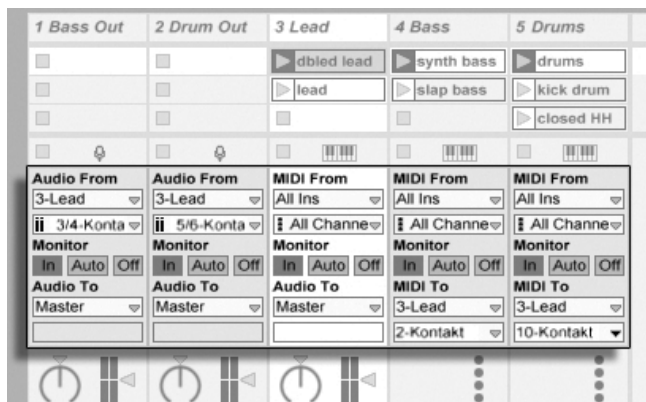 1 Bass Out 2 Drum Out 3 Lead 4 Bass 5 Drums
dbled lead synth bass drums
lead slap bass kick drum
closed HH
Audio From Audio From MIDI From MIDI From MIDI From
3-Lead 3-Lead All Ins All Ins All Ins
3/4-Konta 5/6-Konta All Channe All Channe All Channe
Monitor Monitor Monitor Monitor Monitor
In Auto Off In Auto Off In Auto Off In Auto Off In Auto Off
Audio To Audio To Audio To MIDI To MIDI To
Master Master Master 3-Lead 3-Lead
2-Kontakt 10-Kontakt